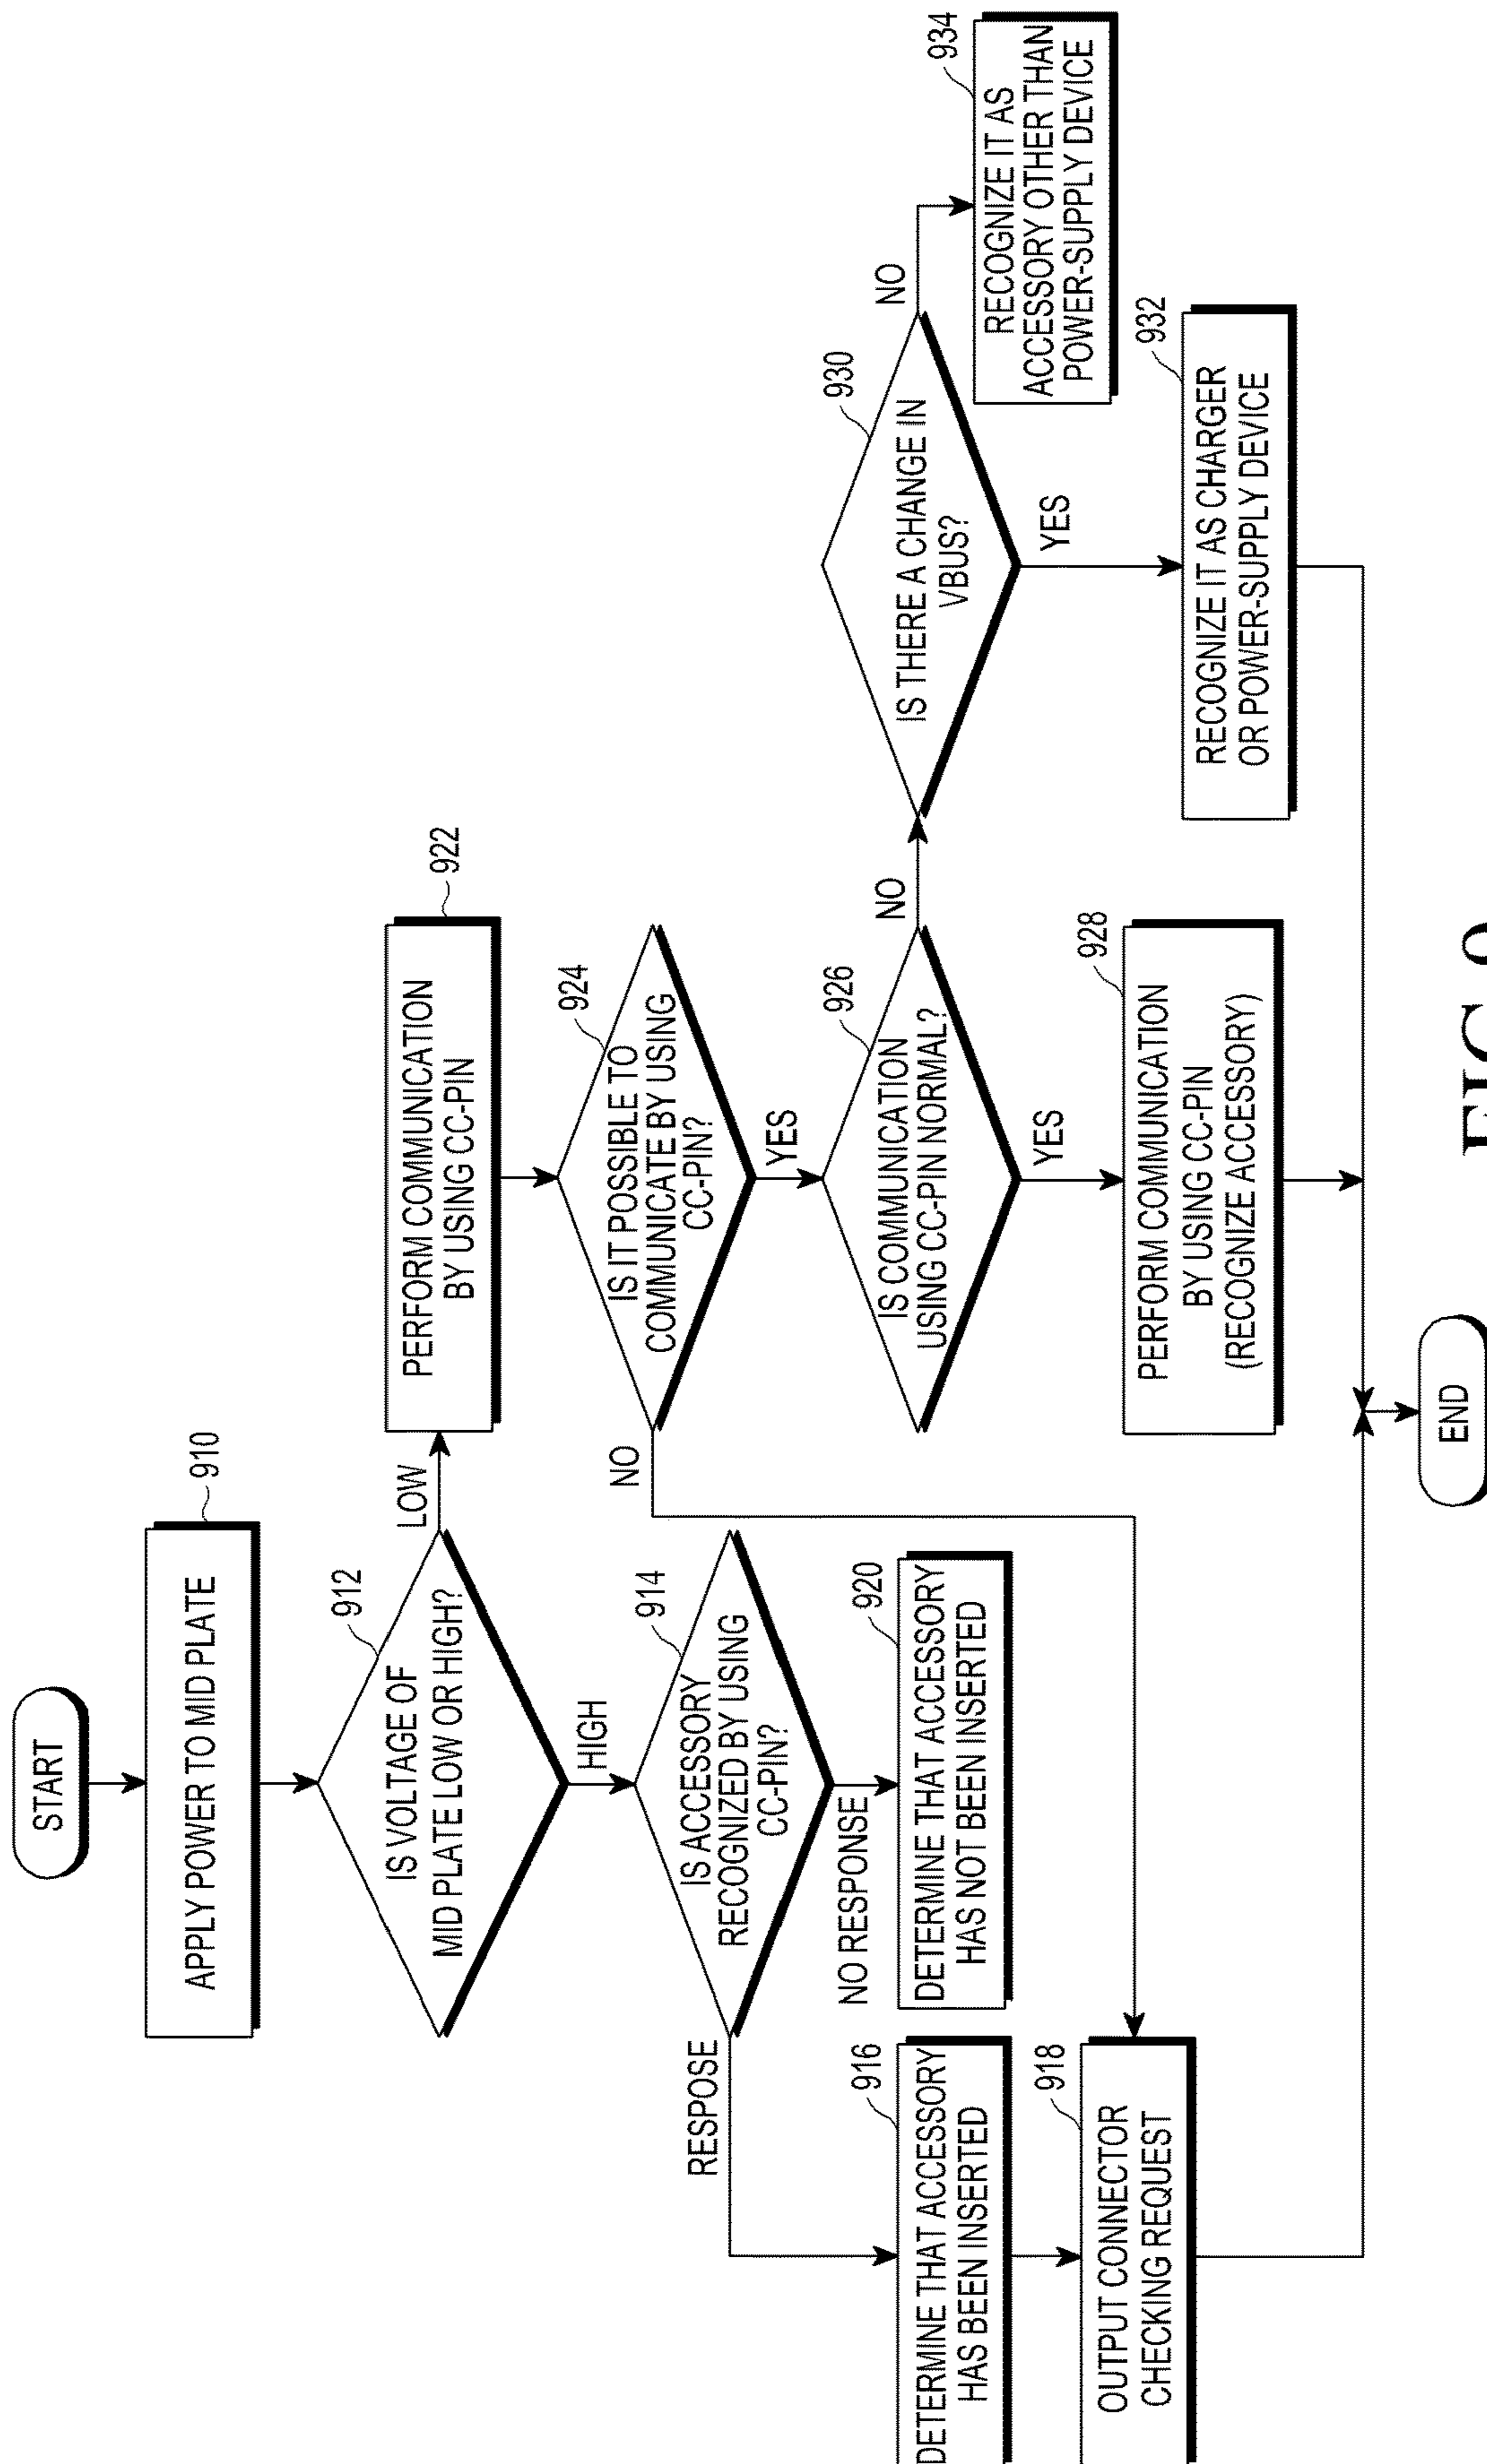 START
910
APPLY POWER TO MID PLATE
912
IS VOLTAGE OF
MID PLATE LOW OR HIGH?
LOW
HIGH
914
IS ACCESSORY
RECOGNIZED BY USING
CC-PIN?
RESPOSE
NO RESPONSE
916
DETERMINE THAT ACCESSORY
HAS BEEN INSERTED
918
OUTPUT CONNECTOR
CHECKING REQUEST
920
DETERMINE THAT ACCESSORY
HAS NOT BEEN INSERTED
922
PERFORM COMMUNICATION
BY USING CC-PIN
924
IS IT POSSIBLE TO
COMMUNICATE BY USING
CC-PIN?
NO
YES
926
IS COMMUNICATION
USING CC-PIN NORMAL?
NO
YES
928
PERFORM COMMUNICATION
BY USING CC-PIN
(RECOGNIZE ACCESSORY)
930
IS THERE A CHANGE IN
VBUS?
NO
YES
932
RECOGNIZE IT AS CHARGER
OR POWER-SUPPLY DEVICE
934
RECOGNIZE IT AS
ACCESSORY OTHER THAN
POWER-SUPPLY DEVICE
END